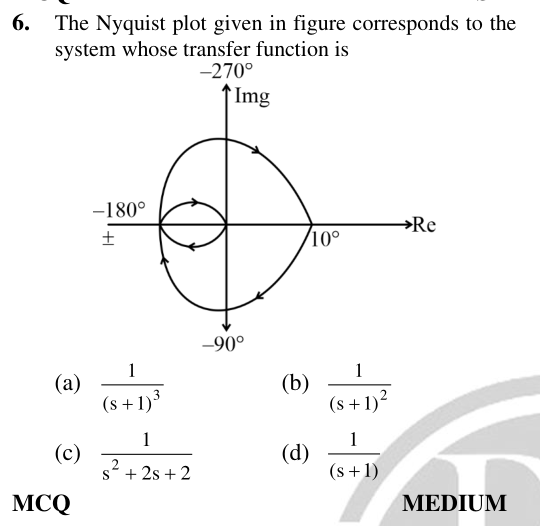 6. The Nyquist plot given in figure corresponds to the
system whose transfer function is
–270°
Img
–180°
±
10°
Re
–90°
(a) 1/(s+1)³ (b) 1/(s+1)²
(c) 1/(s²+2s+2) (d) 1/(s+1)
MCQ MEDIUM